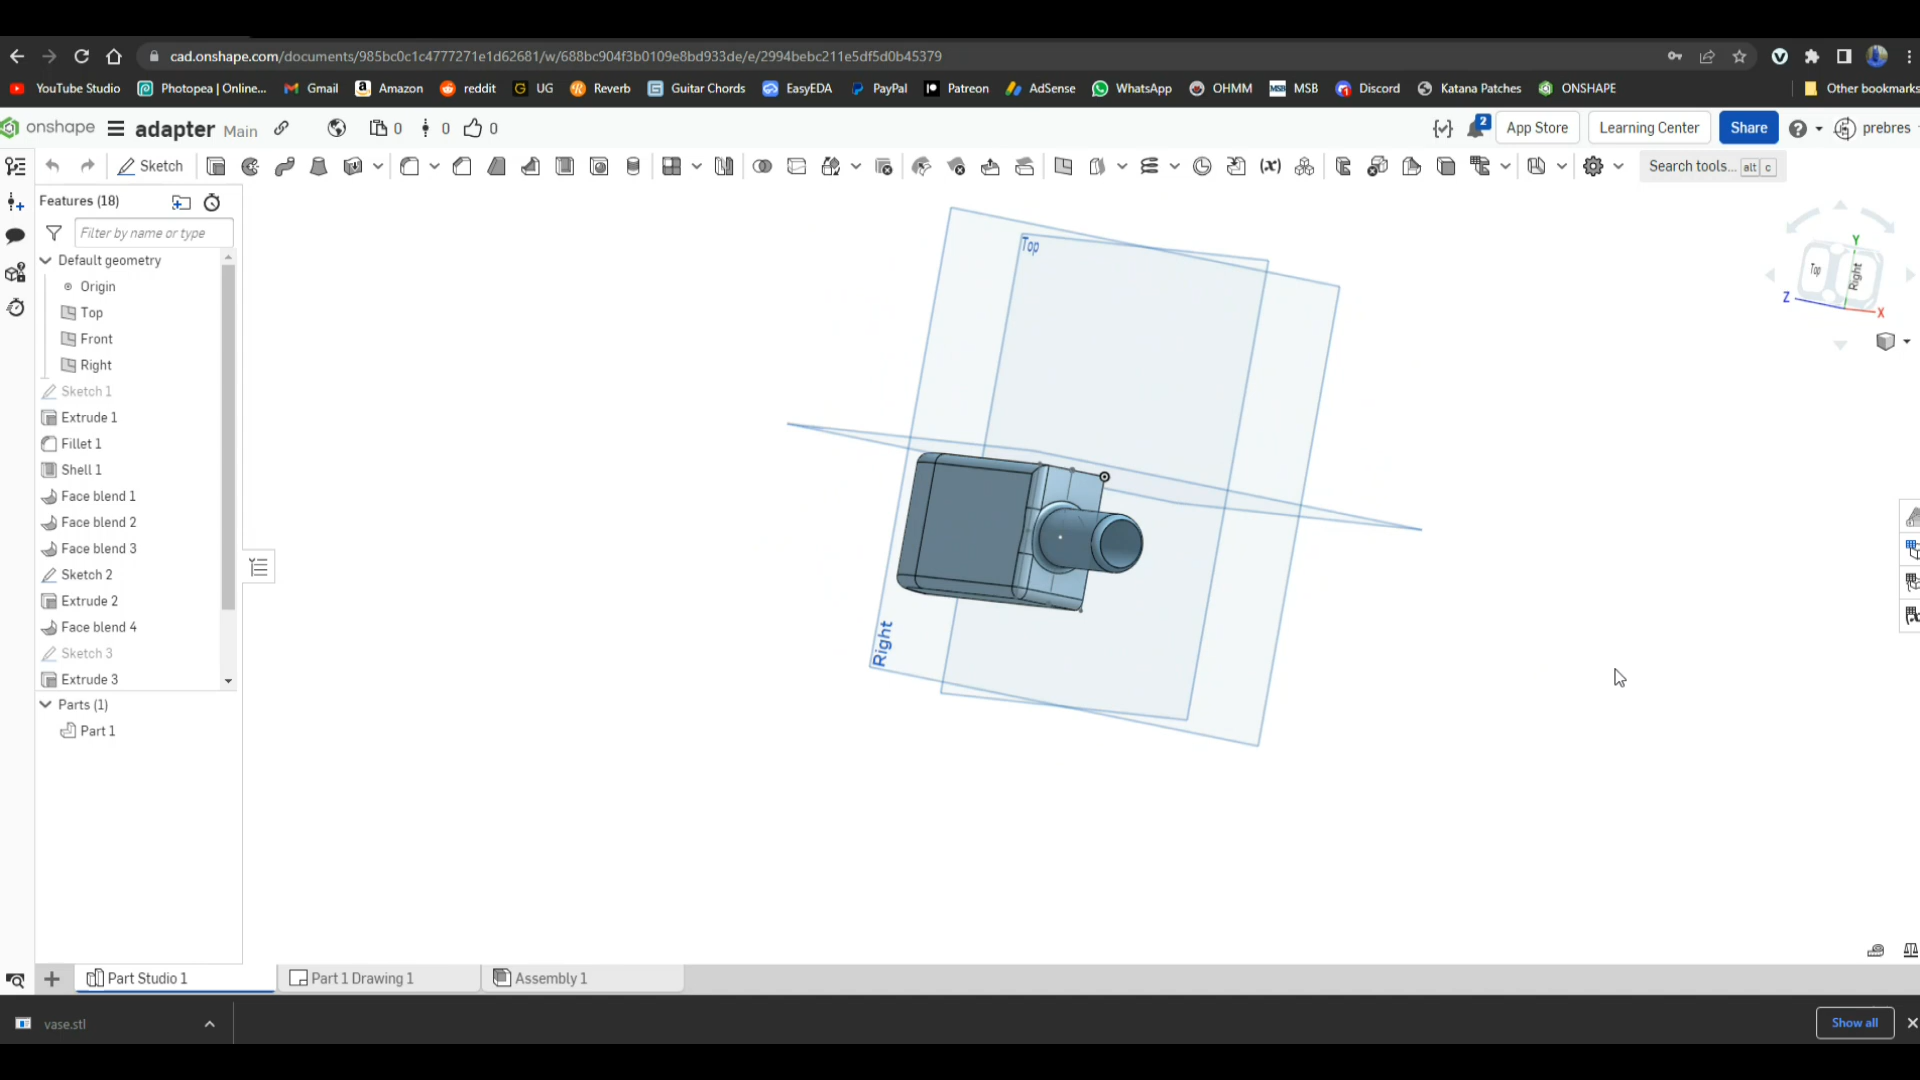 cad.onshape.com/documents/985bc0c1c4777271e1d62681/w/688bc904f3b0109e8bd933de/e/2994bebc211e5df5d0b45379
YouTube Studio Photopea | Online... Gmail Amazon reddit UG Reverb Guitar Chords EasyEDA PayPal Patreon AdSense WhatsApp OHMM MSB Discord Katana Patches ONSHAPE Other bookmarks
onshape adapter Main 0 0 0 2 App Store Learning Center Share prebres
Sketch Search tools... alt c
Features (18)
Filter by name or type
Default geometry
Origin
Top
Front
Right
Sketch 1
Extrude 1
Fillet 1
Shell 1
Face blend 1
Face blend 2
Face blend 3
Sketch 2
Extrude 2
Face blend 4
Sketch 3
Extrude 3
Parts (1)
Part 1
Top
Right
Y
Top Right
Z
X
Part Studio 1 Part 1 Drawing 1 Assembly 1
vase.stl Show all